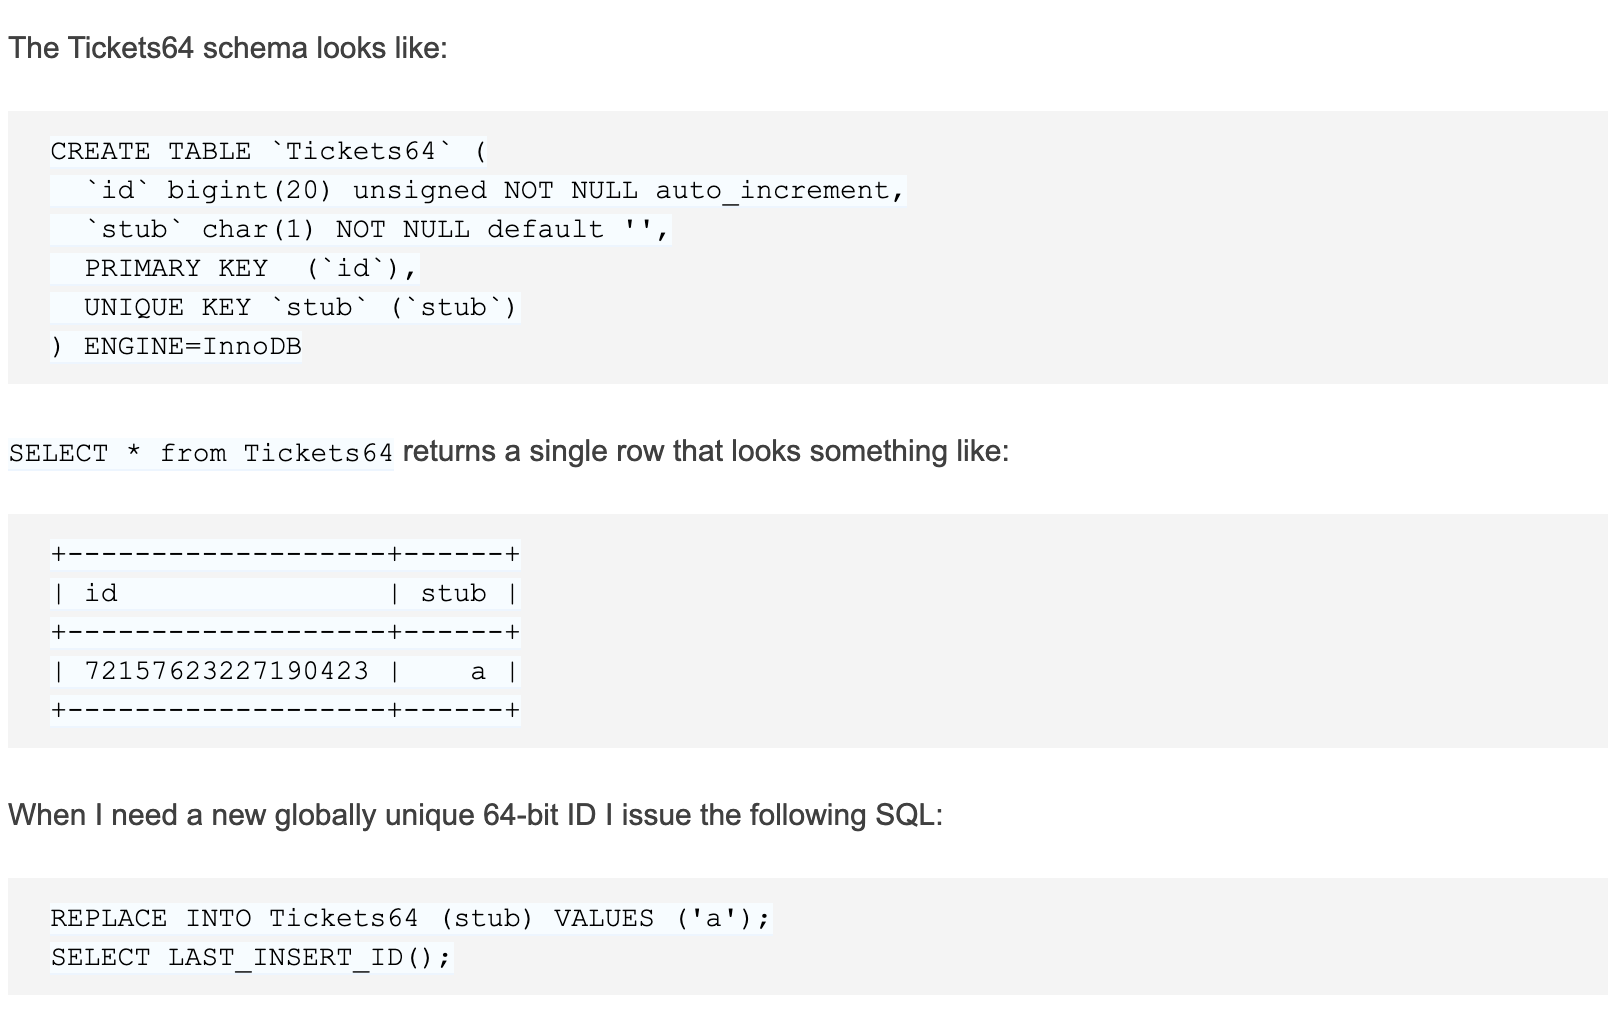 The Tickets64 schema looks like:
CREATE TABLE `Tickets64` (
  `id` bigint(20) unsigned NOT NULL auto_increment,
  `stub` char(1) NOT NULL default '',
  PRIMARY KEY  (`id`),
  UNIQUE KEY `stub` (`stub`)
) ENGINE=InnoDB
SELECT * from Tickets64 returns a single row that looks something like:
+-------------------+------+
| id                | stub |
+-------------------+------+
| 72157623227190423 |    a |
+-------------------+------+
When I need a new globally unique 64-bit ID I issue the following SQL:
REPLACE INTO Tickets64 (stub) VALUES ('a');
SELECT LAST_INSERT_ID();